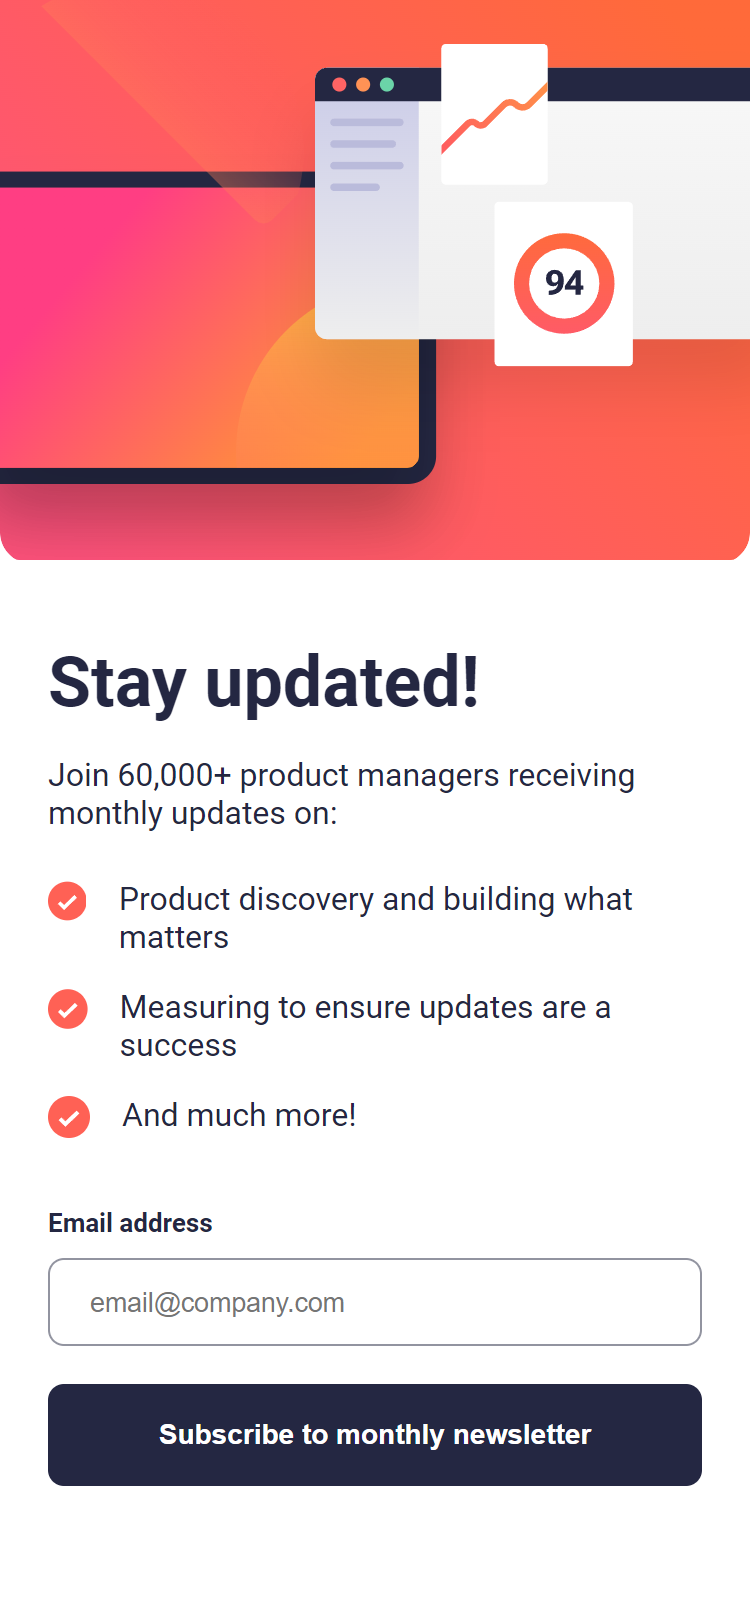 94
Stay updated!
Join 60,000+ product managers receiving
monthly updates on:
Product discovery and building what
matters
Measuring to ensure updates are a
success
And much more!
Email address
email@company.com
Subscribe to monthly newsletter